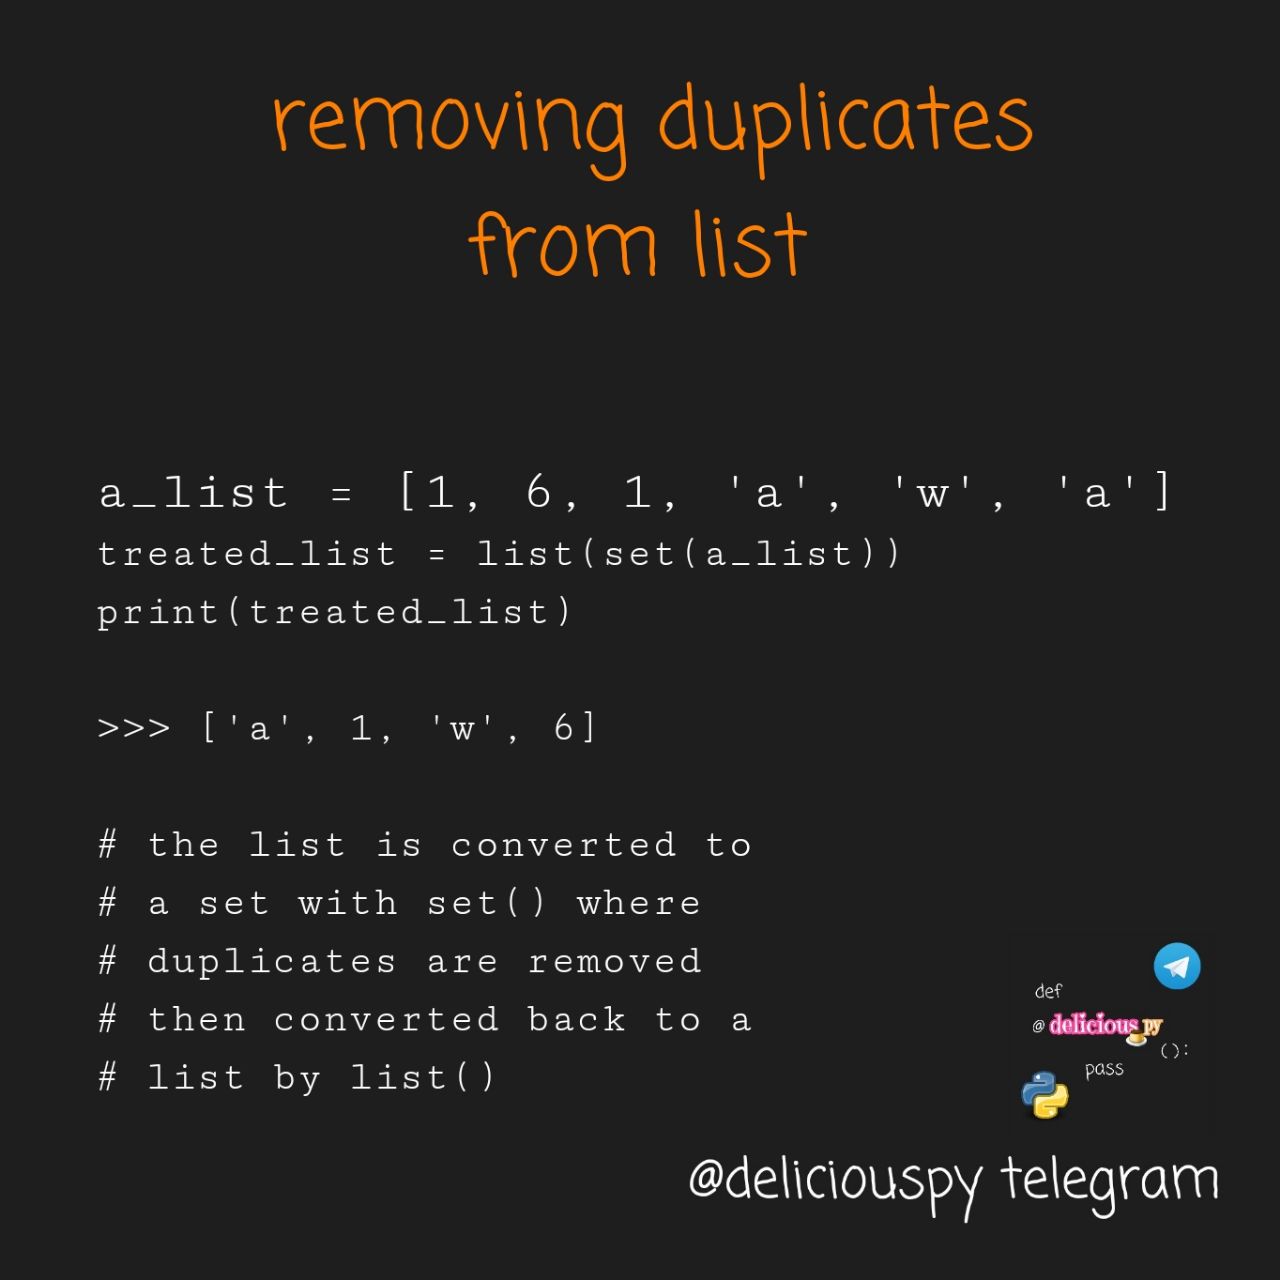 removing duplicates
from list
a_list = [1, 6, 1, 'a', 'w', 'a']
treated_list = list(set(a_list))
print(treated_list)
>>> ['a', 1, 'w', 6]
# the list is converted to
# a set with set() where
# duplicates are removed
# then converted back to a
# list by list()
def
@delicious py
():
pass
@deliciouspy telegram